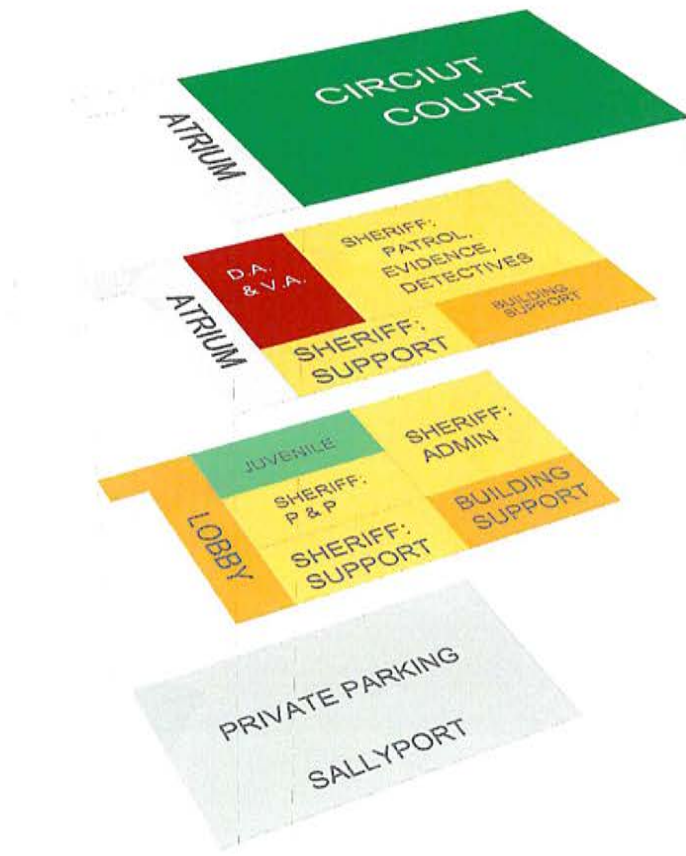 CIRCIUT
COURT
ATRIUM
D.A.
& V.A.
SHERIFF:
PATROL,
EVIDENCE,
DETECTIVES
BUILDING
SUPPORT
SHERIFF:
SUPPORT
ATRIUM
JUVENILE
SHERIFF:
ADMIN
SHERIFF:
P & P
BUILDING
SUPPORT
SHERIFF:
SUPPORT
LOBBY
PRIVATE PARKING
SALLYPORT